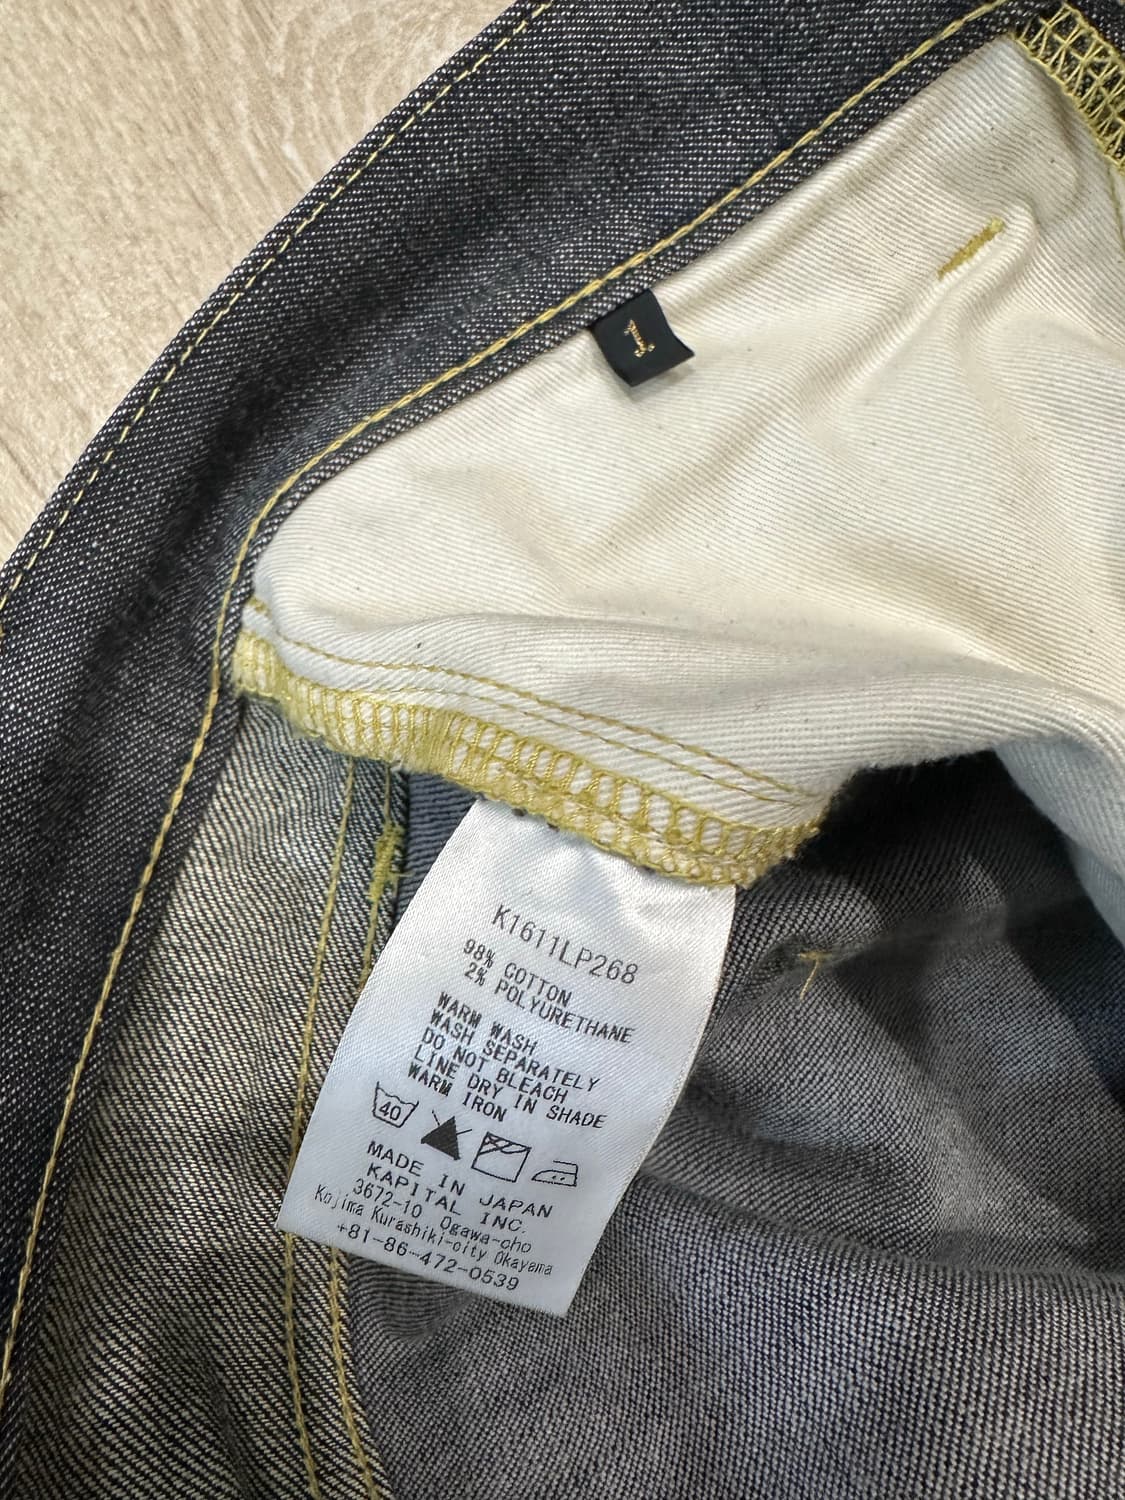 1
K1611LP268
98% COTTON
2% POLYURETHANE
WARM WASH
WASH SEPARATELY
DO NOT BLEACH
LINE DRY IN SHADE
WARM IRON
40
MADE IN JAPAN
KAPITAL INC.
3672-10 Ogawa-cho
Kojima Kurashiki-city Okayama
+81-86-472-0539